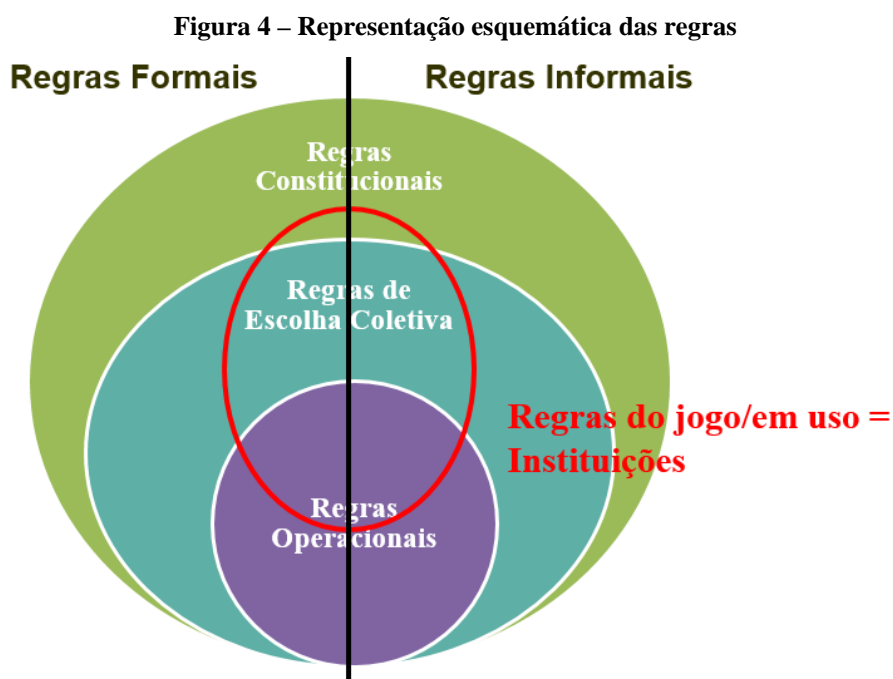 Figura 4 – Representação esquemática das regras
Regras Formais
Regras Informais
Regras
Constitucionais
Regras de
Escolha Coletiva
Regras do jogo/em uso =
Instituições
Regras
Operacionais